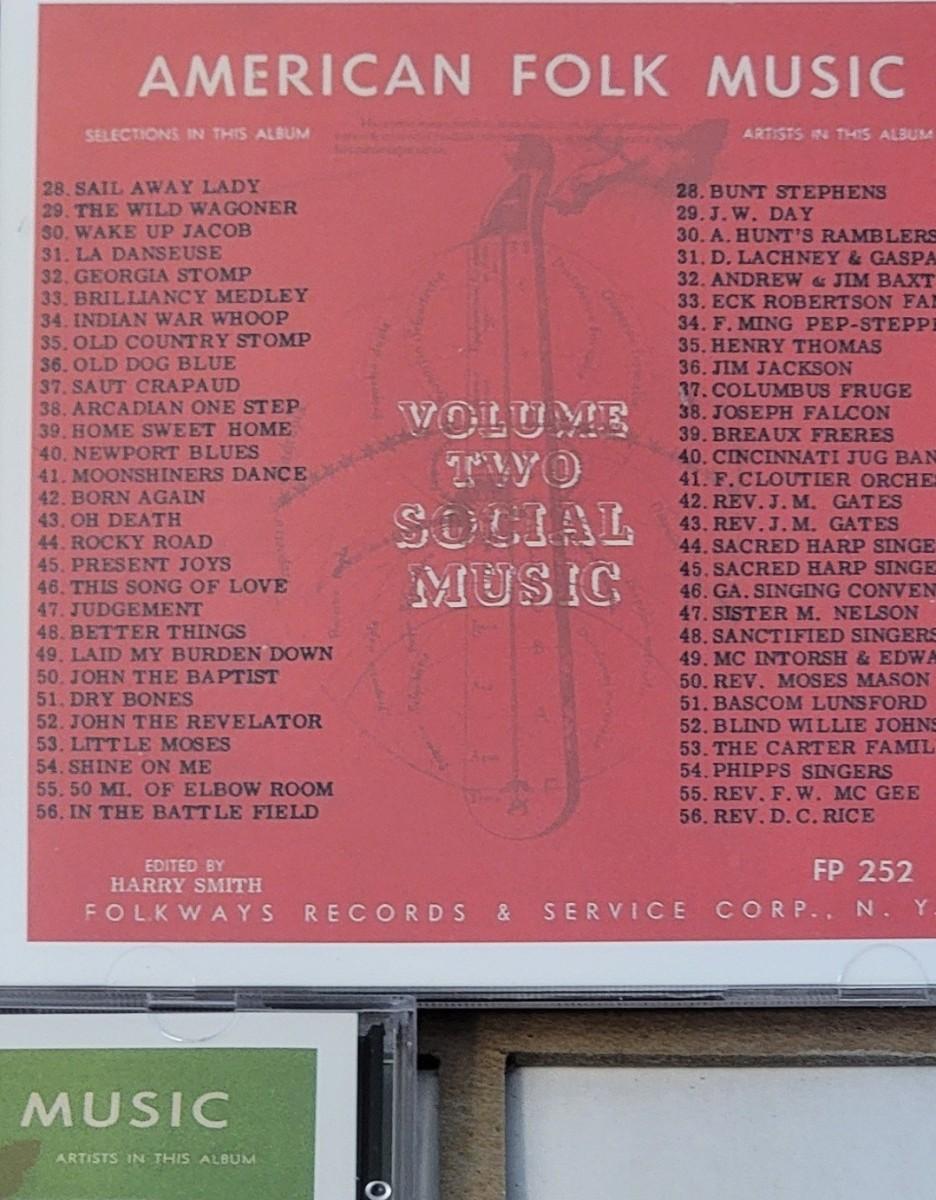 AMERICAN FOLK MUSIC
SELECTIONS IN THIS ALBUM
28. SAIL AWAY LADY
29. THE WILD WAGONER
30. WAKE UP JACOB
31. LA DANSEUSE
32. GEORGIA STOMP
33. BRILLIANCY MEDLEY
34. INDIAN WAR WHOOP
35. OLD COUNTRY STOMP
36. OLD DOG BLUE
37. SAUT CRAPAUD
38. ARCADIAN ONE STEP
39. HOME SWEET HOME
40. NEWPORT BLUES
41. MOONSHINERS DANCE
42. BORN AGAIN
43. OH DEATH
44. ROCKY ROAD
45. PRESENT JOYS
46. THIS SONG OF LOVE
47. JUDGEMENT
48. BETTER THINGS
49. LAID MY BURDEN DOWN
50. JOHN THE BAPTIST
51. DRY BONES
52. JOHN THE REVELATOR
53. LITTLE MOSES
54. SHINE ON ME
55. 50 MI. OF ELBOW ROOM
56. IN THE BATTLE FIELD
VOLUME
TWO
SOCIAL
MUSIC
ARTISTS IN THIS ALBUM
28. BUNT STEPHENS
29. J.W. DAY
30. A. HUNT'S RAMBLERS
31. D. LACHNEY & GASPA
32. ANDREW & JIM BAXT
33. ECK ROBERTSON FA
34. F. MING PEP-STEPP
35. HENRY THOMAS
36. JIM JACKSON
37. COLUMBUS FRUGE
38. JOSEPH FALCON
39. BREAUX FRERES
40. CINCINNATI JUG BAN
41. F. CLOUTIER ORCHE
42. REV. J. M. GATES
43. REV. J. M. GATES
44. SACRED HARP SINGE
45. SACRED HARP SINGE
46. GA. SINGING CONVEN
47. SISTER M. NELSON
48. SANCTIFIED SINGERS
49. MC INTORSH & EDWA
50. REV. MOSES MASON
51. BASCOM LUNSFORD
52. BLIND WILLIE JOHNS
53. THE CARTER FAMIL
54. PHIPPS SINGERS
55. REV. F. W. MC GEE
56. REV. D. C. RICE
EDITED BY
HARRY SMITH
FP 252
FOLKWAYS RECORDS & SERVICE CORP., N. Y.
MUSIC
ARTISTS IN THIS ALBUM